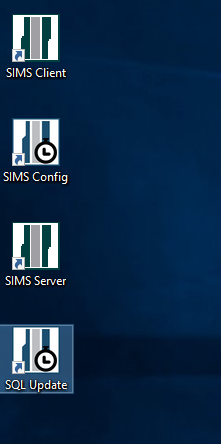 SIMS Client
SIMS Config
SIMS Server
SQL Update